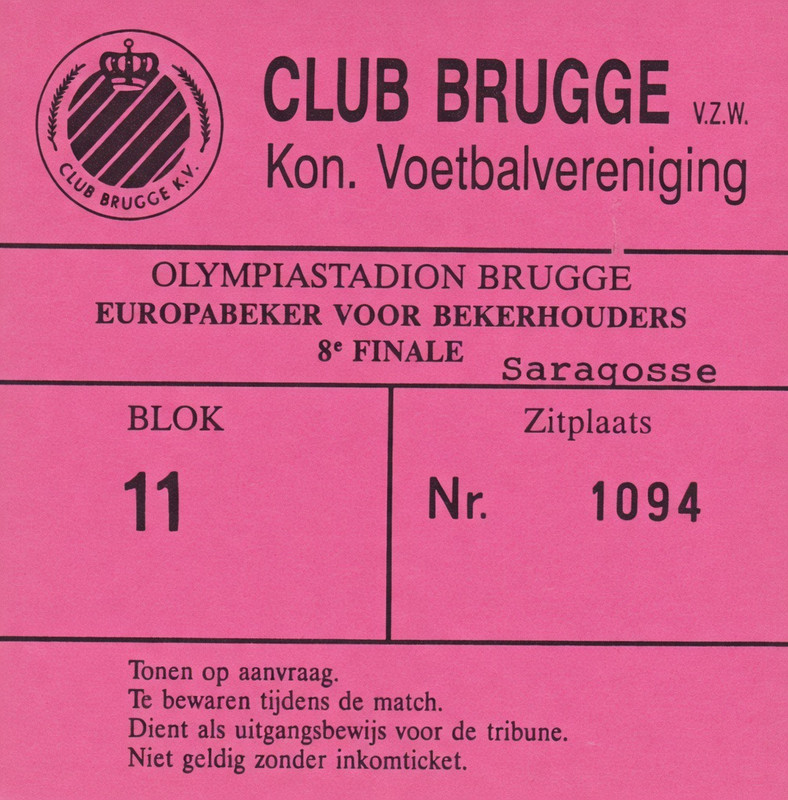 CLUB BRUGGE V.Z.W.
Kon. Voetbalvereniging
CLUB BRUGGE K.V.
OLYMPIASTADION BRUGGE
EUROPABEKER VOOR BEKERHOUDERS
8e FINALE Saragosse
BLOK
11
Zitplaats
Nr. 1094
Tonen op aanvraag.
Te bewaren tijdens de match.
Dient als uitgangsbewijs voor de tribune.
Niet geldig zonder inkomticket.